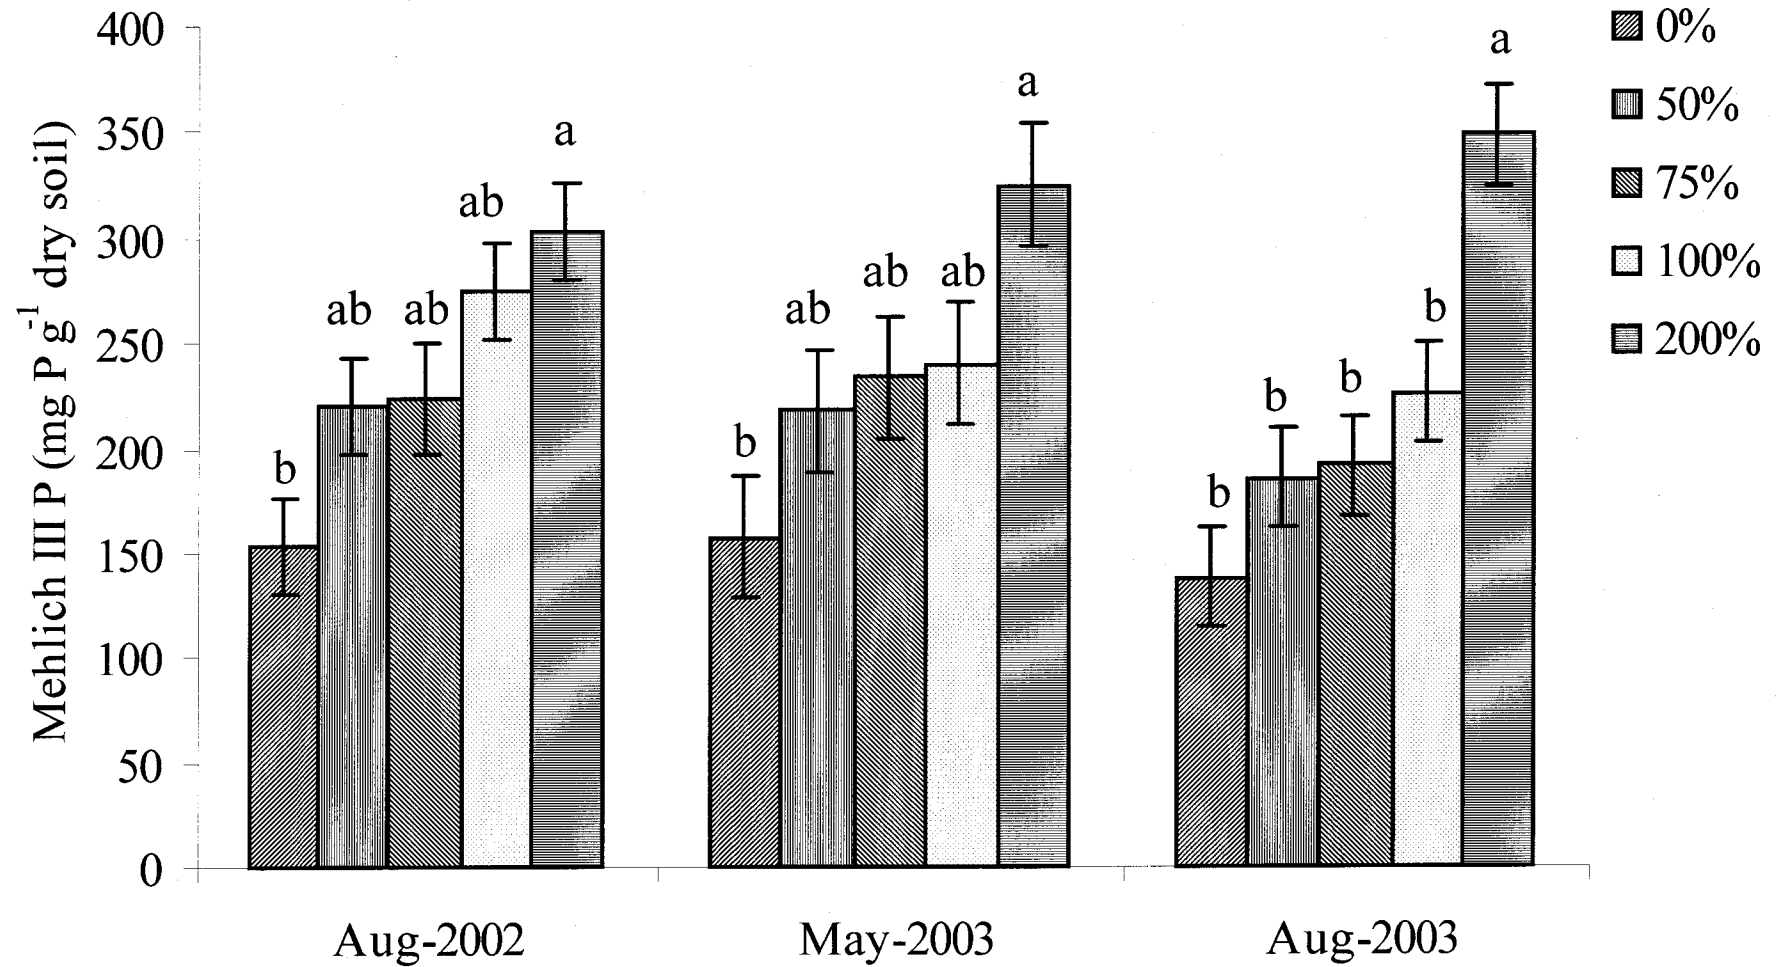 400
350
300
250
200
150
100
50
0
Mehlich III P (mg P g⁻¹ dry soil)
b
ab
ab
ab
a
b
ab
ab
ab
a
b
b
b
b
a
Aug-2002
May-2003
Aug-2003
0%
50%
75%
100%
200%